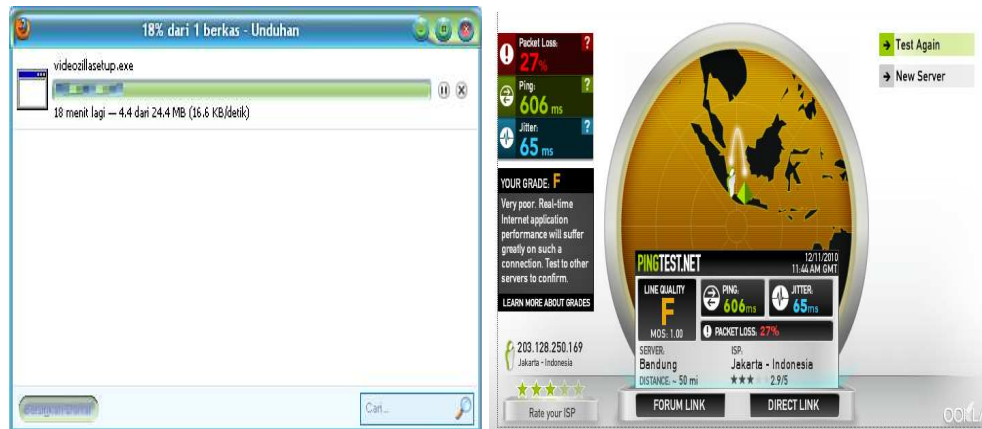 18% dari 1 berkas - Unduhan
videozillasetup.exe
18 menit lagi — 4.4 dari 24.4 MB (16.6 KB/detik)
Bersihkan Daftar
Cari...
Packet Loss: ?
27%
Ping: ?
606 ms
Jitter: ?
65 ms
YOUR GRADE: F
Very poor. Real-time
Internet application
performance will suffer
greatly on such a
connection. Test to other
servers to confirm.
LEARN MORE ABOUT GRADES
203.128.250.169
Jakarta - Indonesia
Rate your ISP
→ Test Again
→ New Server
PINGTEST.NET
12/11/2010
11:44 AM GMT
LINE QUALITY
F
MOS: 1.00
PING:
606ms
JITTER:
65ms
PACKET LOSS: 27%
SERVER:
Bandung
DISTANCE: ~ 50 mi
ISP:
Jakarta - Indonesia
2.9/5
FORUM LINK
DIRECT LINK
OOKLA